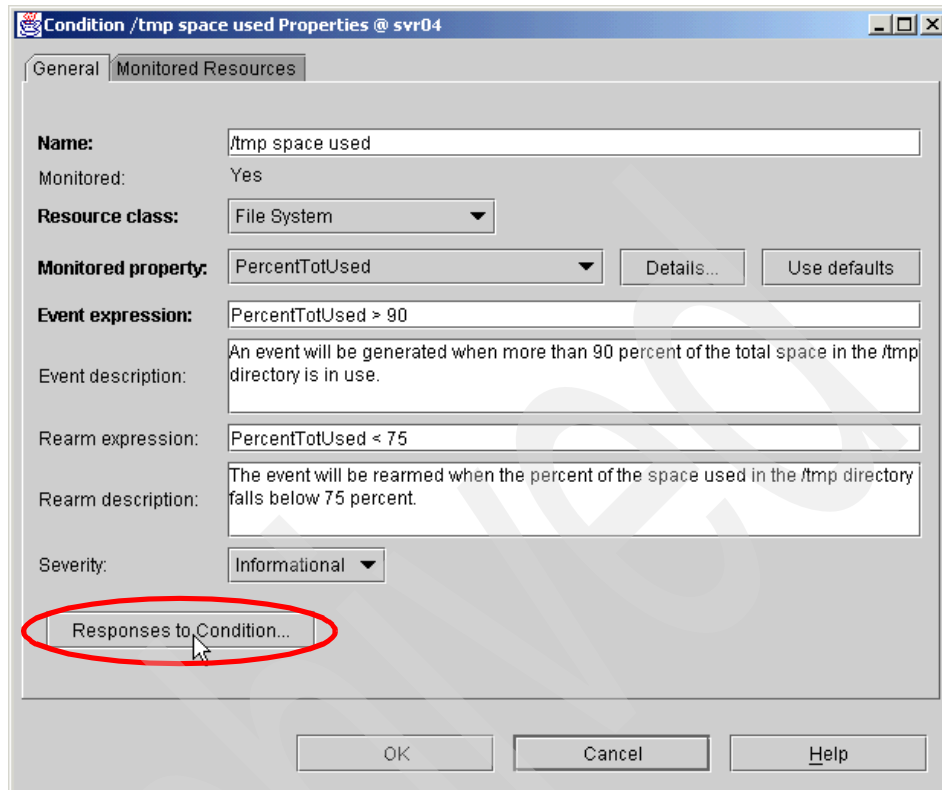 Condition /tmp space used Properties @ svr04
General Monitored Resources
Name: /tmp space used
Monitored: Yes
Resource class: File System
Monitored property: PercentTotUsed Details... Use defaults
Event expression: PercentTotUsed > 90
Event description: An event will be generated when more than 90 percent of the total space in the /tmp
directory is in use.
Rearm expression: PercentTotUsed < 75
Rearm description: The event will be rearmed when the percent of the space used in the /tmp directory
falls below 75 percent.
Severity: Informational
Responses to Condition...
OK Cancel Help